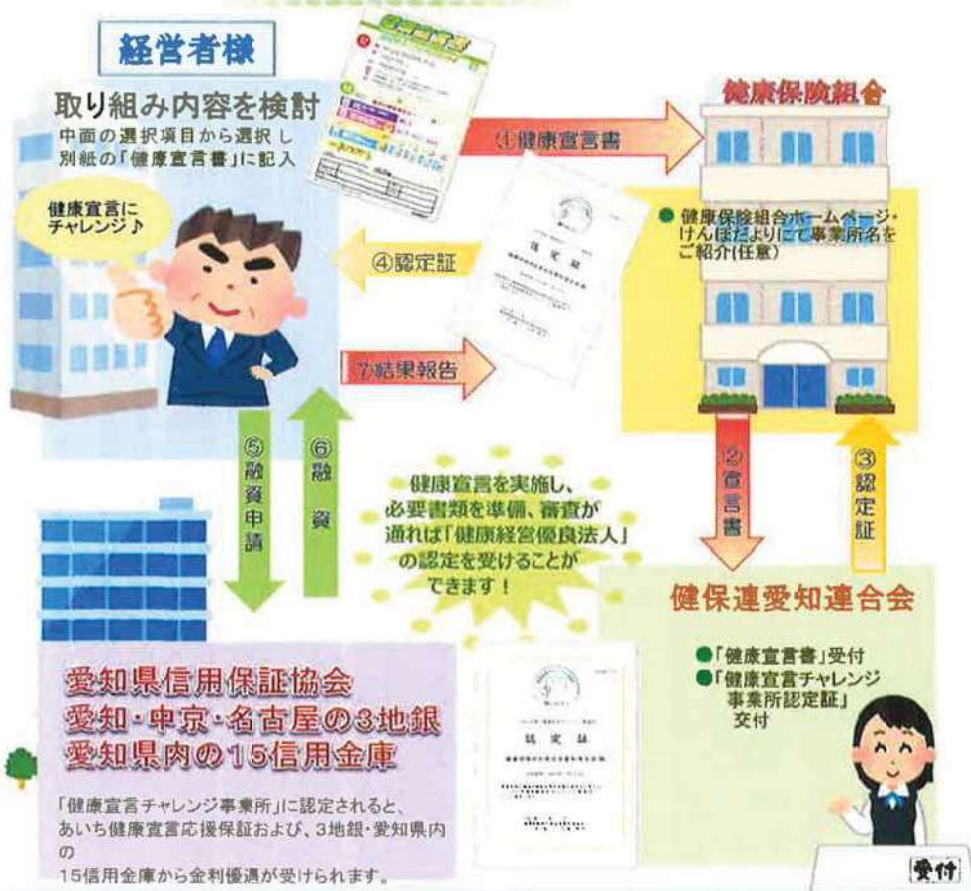 経営者様
取り組み内容を検討
中面の選択項目から選択し
別紙の「健康宣言書」に記入
健康宣言に
チャレンジ♪
①健康宣言書
健康保険組合
●健康保険組合ホームページ・
けんぽだよりにて事業所名を
ご紹介(任意)
④認定証
認定証
⑦結果報告
⑤融資申請
⑥融資
健康宣言を実施し、
必要書類を準備、審査が
通れば「健康経営優良法人」
の認定を受けることが
できます！
②宣言書
③認定証
健保連愛知連合会
●「健康宣言書」受付
●「健康宣言チャレンジ
事業所認定証」
交付
愛知県信用保証協会
愛知・中京・名古屋の3地銀
愛知県内の15信用金庫
「健康宣言チャレンジ事業所」に認定されると、
あいち健康宣言応援保証および、3地銀・愛知県内
の
15信用金庫から金利優遇が受けられます。
認定証
受付